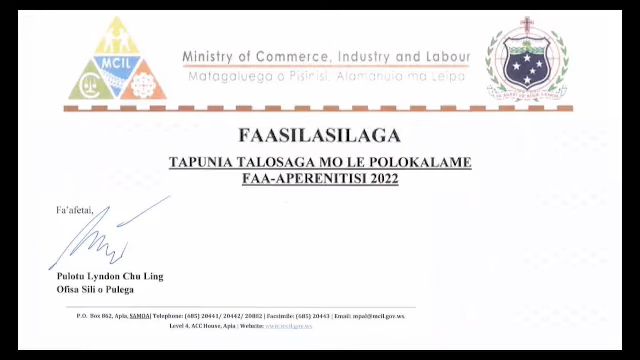 MCIL
Ministry of Commerce, Industry and Labour
Matagaluega o Pisinisi, Alamanuia ma Leipa
FAASILASILAGA
TAPUNIA TALOSAGA MO LE POLOKALAME
FAA-APERENITISI 2022
Fa'afetai,
Pulotu Lyndon Chu Ling
Ofisa Sili o Pulega
P.O. Box 862, Apia, SAMOA| Telephone: (685) 20441/ 20442/ 20882 | Facsimile: (685) 20443 | Email: mpal@mcil.gov.ws
Level 4, ACC House, Apia | Website: www.mcil.gov.ws